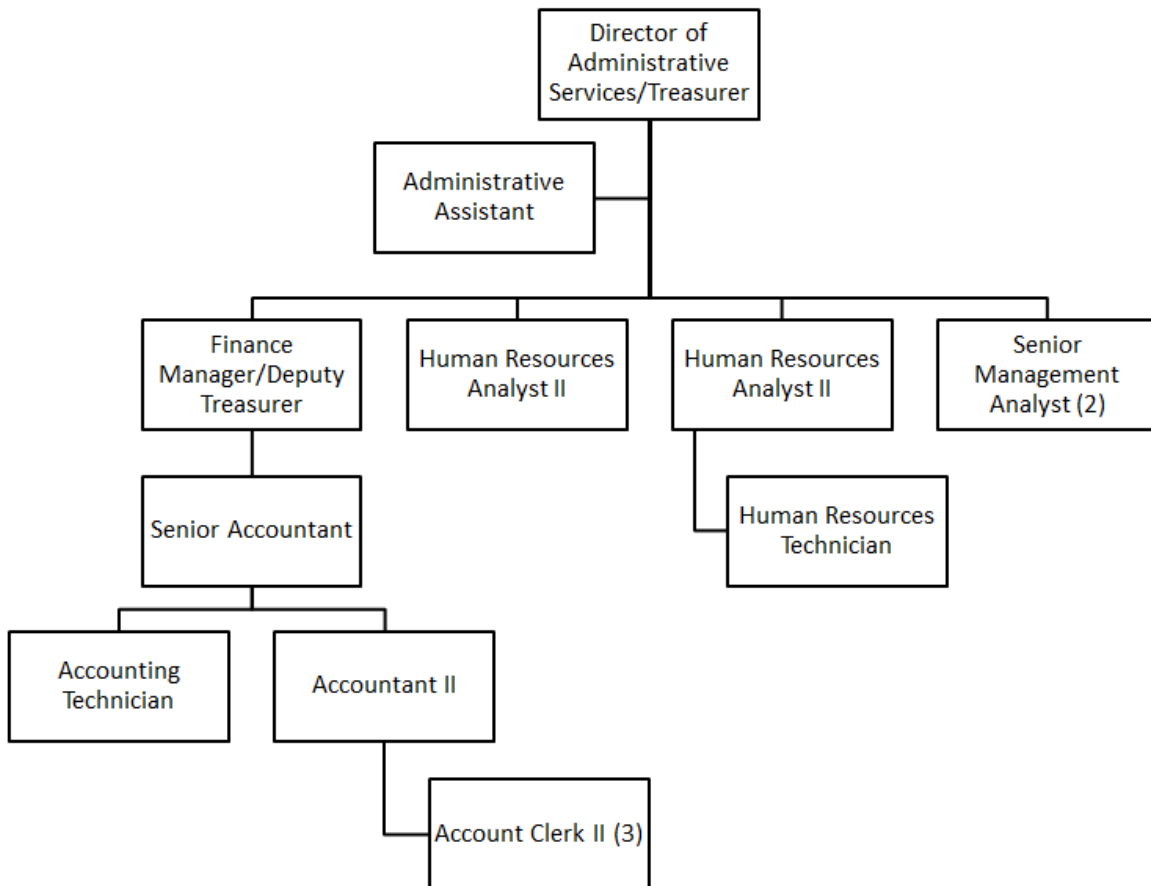 Director of
Administrative
Services/Treasurer
Administrative
Assistant
Finance
Manager/Deputy
Treasurer
Human Resources
Analyst II
Human Resources
Analyst II
Senior
Management
Analyst (2)
Senior Accountant
Human Resources
Technician
Accounting
Technician
Accountant II
Account Clerk II (3)